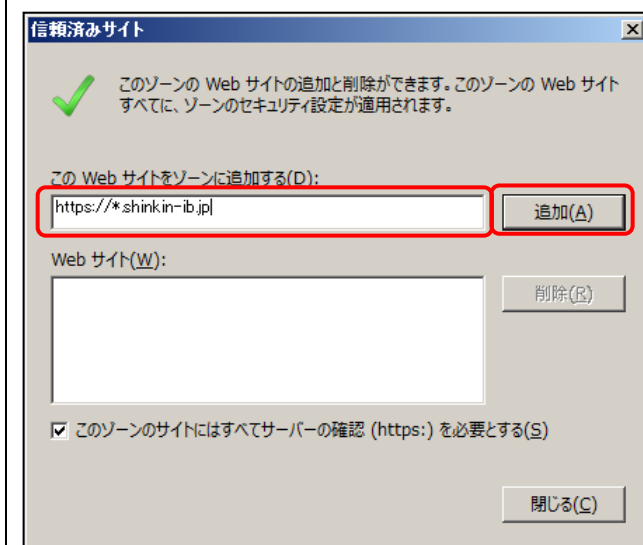 信頼済みサイト
このゾーンの Web サイトの追加と削除ができます。このゾーンの Web サイト
すべてに、ゾーンのセキュリティ設定が適用されます。
この Web サイトをゾーンに追加する(D):
https://*.shinkin-ib.jp
追加(A)
Web サイト(W):
削除(R)
このゾーンのサイトにはすべてサーバーの確認 (https:) を必要とする(S)
閉じる(C)